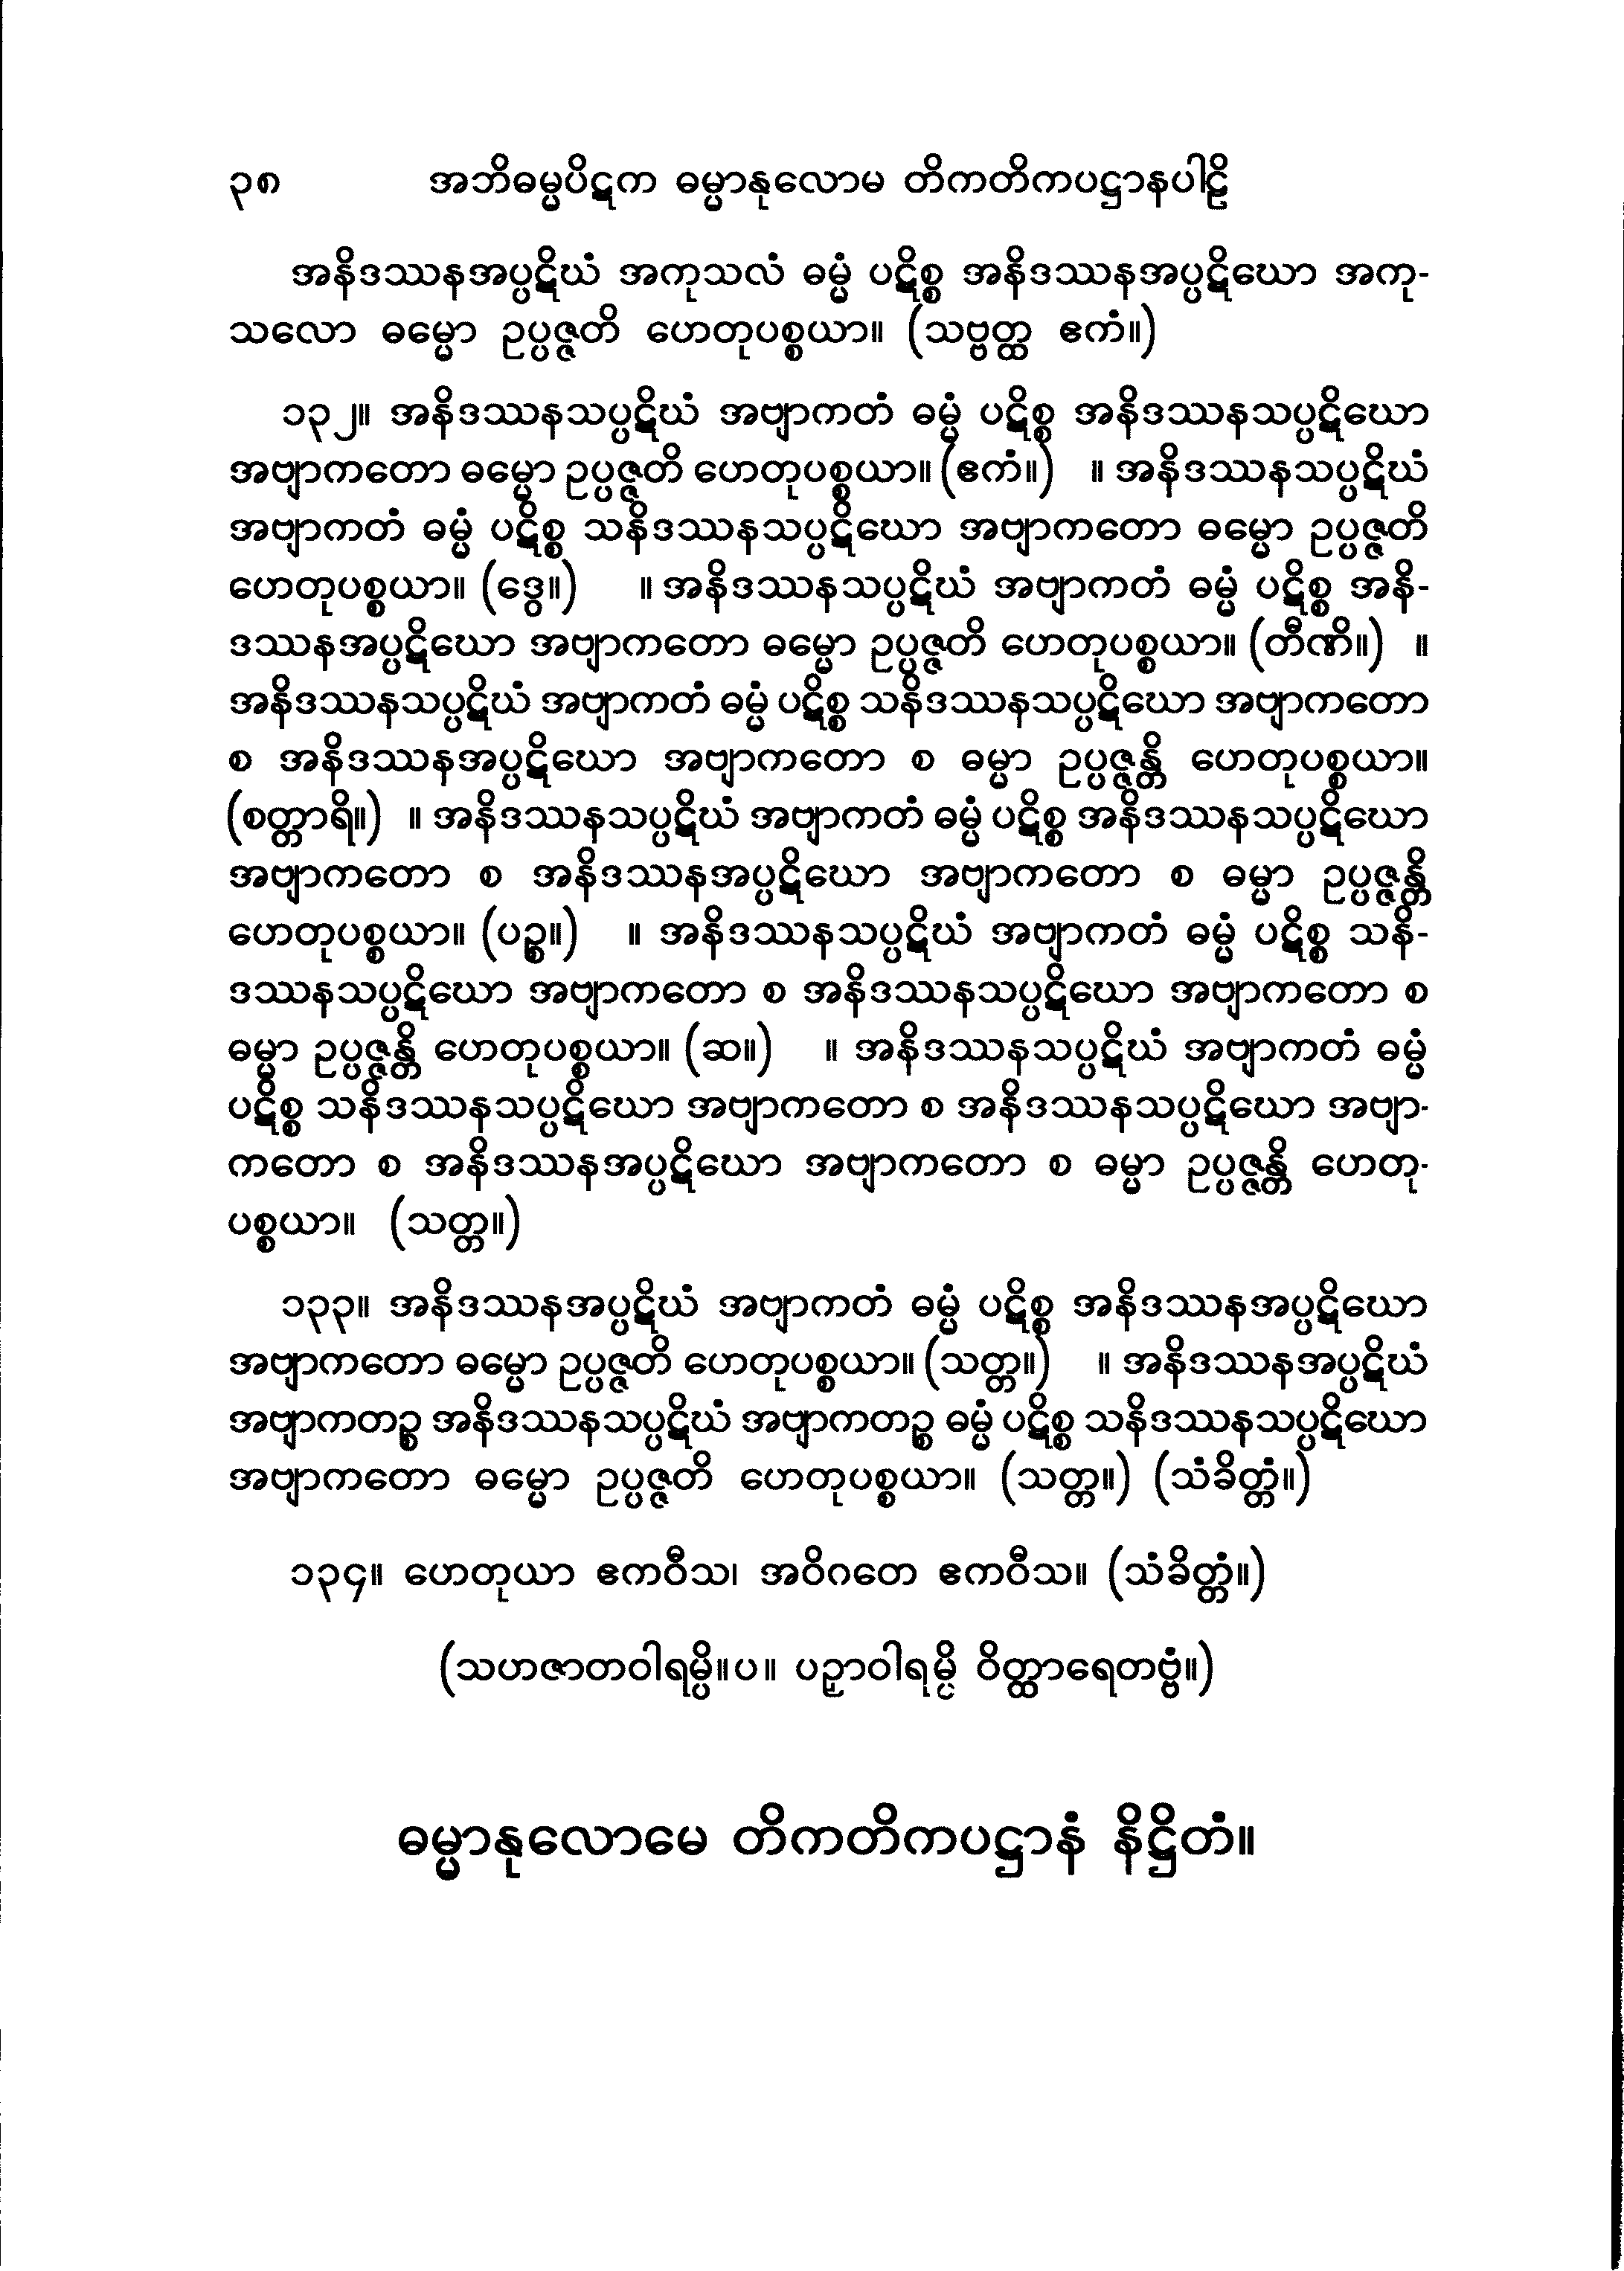 ၃၈ အဘိဓမ္မပိဋက ဓမ္မာနုလောမ တိကတိကပဋ္ဌာနပါဠိ
အနိဒဿနအပ္ပဋိဃံ အကုသလံ ဓမ္မံ ပဋိစ္စ အနိဒဿနအပ္ပဋိဃော အကု-
သလော ဓမ္မော ဥပ္ပဇ္ဇတိ ဟေတုပစ္စယာ။ (သဗ္ဗတ္ထ ဧကံ။)
၁၃၂။ အနိဒဿနသပ္ပဋိဃံ အဗျာကတံ ဓမ္မံ ပဋိစ္စ အနိဒဿနသပ္ပဋိဃော
အဗျာကတော ဓမ္မော ဥပ္ပဇ္ဇတိ ဟေတုပစ္စယာ။ (ဧကံ။) ။ အနိဒဿနသပ္ပဋိဃံ
အဗျာကတံ ဓမ္မံ ပဋိစ္စ သနိဒဿနသပ္ပဋိဃော အဗျာကတော ဓမ္မော ဥပ္ပဇ္ဇတိ
ဟေတုပစ္စယာ။ (ဒွေ။) ။ အနိဒဿနသပ္ပဋိဃံ အဗျာကတံ ဓမ္မံ ပဋိစ္စ အနိ-
ဒဿနအပ္ပဋိဃော အဗျာကတော ဓမ္မော ဥပ္ပဇ္ဇတိ ဟေတုပစ္စယာ။ (တီဏိ။) ။
အနိဒဿနသပ္ပဋိဃံ အဗျာကတံ ဓမ္မံ ပဋိစ္စ သနိဒဿနသပ္ပဋိဃော အဗျာကတော
စ အနိဒဿနအပ္ပဋိဃော အဗျာကတော စ ဓမ္မာ ဥပ္ပဇ္ဇန္တိ ဟေတုပစ္စယာ။
(စတ္တာရိ။) ။ အနိဒဿနသပ္ပဋိဃံ အဗျာကတံ ဓမ္မံ ပဋိစ္စ အနိဒဿနသပ္ပဋိဃော
အဗျာကတော စ အနိဒဿနအပ္ပဋိဃော အဗျာကတော စ ဓမ္မာ ဥပ္ပဇ္ဇန္တိ
ဟေတုပစ္စယာ။ (ပဉ္စ။) ။ အနိဒဿနသပ္ပဋိဃံ အဗျာကတံ ဓမ္မံ ပဋိစ္စ သနိ-
ဒဿနသပ္ပဋိဃော အဗျာကတော စ အနိဒဿနသပ္ပဋိဃော အဗျာကတော စ
ဓမ္မာ ဥပ္ပဇ္ဇန္တိ ဟေတုပစ္စယာ။ (ဆ။) ။ အနိဒဿနသပ္ပဋိဃံ အဗျာကတံ ဓမ္မံ
ပဋိစ္စ သနိဒဿနသပ္ပဋိဃော အဗျာကတော စ အနိဒဿနသပ္ပဋိဃော အဗျာ-
ကတော စ အနိဒဿနအပ္ပဋိဃော အဗျာကတော စ ဓမ္မာ ဥပ္ပဇ္ဇန္တိ ဟေတု-
ပစ္စယာ။ (သတ္တ။)
၁၃၃။ အနိဒဿနအပ္ပဋိဃံ အဗျာကတံ ဓမ္မံ ပဋိစ္စ အနိဒဿနအပ္ပဋိဃော
အဗျာကတော ဓမ္မော ဥပ္ပဇ္ဇတိ ဟေတုပစ္စယာ။ (သတ္တ။) ။ အနိဒဿနအပ္ပဋိဃံ
အဗျာကတဉ္စ အနိဒဿနသပ္ပဋိဃံ အဗျာကတဉ္စ ဓမ္မံ ပဋိစ္စ သနိဒဿနသပ္ပဋိဃော
အဗျာကတော ဓမ္မော ဥပ္ပဇ္ဇတိ ဟေတုပစ္စယာ။ (သတ္တ။) (သံခိတ္တံ။)
၁၃၄။ ဟေတုယာ ဧကဝီသ၊ အဝိဂတေ ဧကဝီသ။ (သံခိတ္တံ။)
(သဟဇာတဝါရမ္ပိ။ပ။ ပဉှာဝါရမ္ပိ ဝိတ္ထာရေတဗ္ဗံ။)
ဓမ္မာနုလောမေ တိကတိကပဋ္ဌာနံ နိဋ္ဌိတံ။